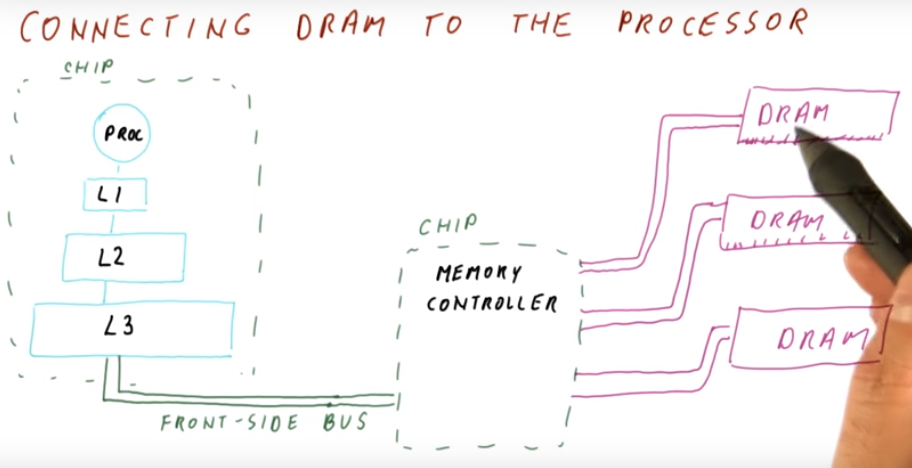 CONNECTING DRAM TO THE PROCESSOR
CHIP
PROC
L1
L2
L3
FRONT-SIDE BUS
CHIP
MEMORY
CONTROLLER
DRAM
DRAM
DRAM